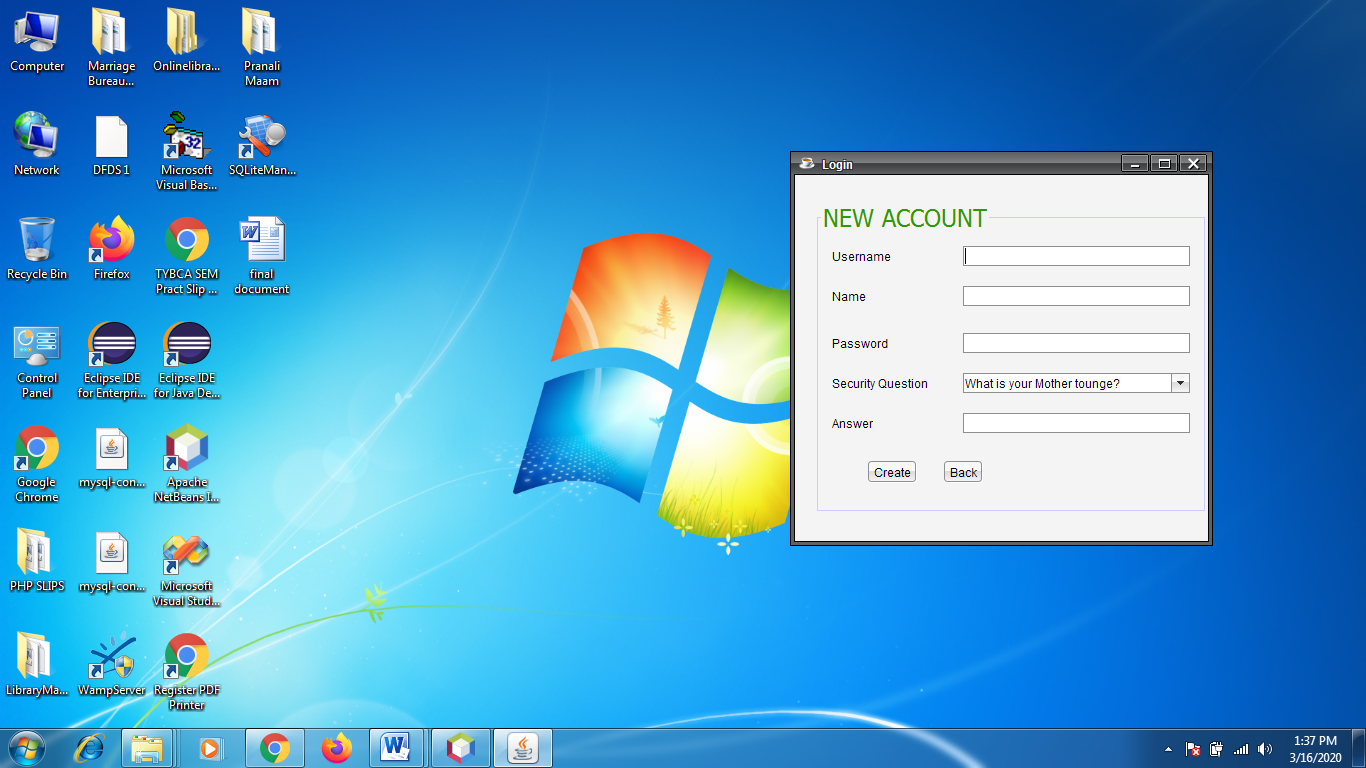 Computer
Marriage
Bureau...
Onlinelibra...
Pranali
Maam
Network
DFDS1
32
Microsoft
Visual Bas...
SQLiteMan...
Recycle Bin
Firefox
TYBCA SEM
Pract Slip ...
final
document
Control
Panel
Eclipse IDE
for Enterpri...
Eclipse IDE
for Java De...
Google
Chrome
mysql-con...
Apache
NetBeans I...
PHP SLIPS
mysql-con...
Microsoft
Visual Stud...
LibraryMa...
WampServer
Register PDF
Printer
Login
NEW ACCOUNT
Username
Name
Password
Security Question
What is your Mother tounge?
Answer
Create
Back
1:37 PM
3/16/2020